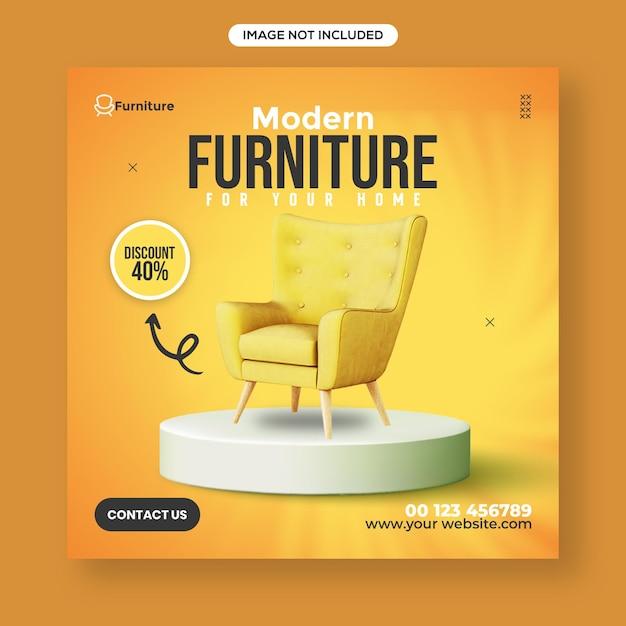 IMAGE NOT INCLUDED
Furniture
Modern
FURNITURE
FOR YOUR HOME
DISCOUNT
40%
CONTACT US
00 123 456789
www.your website.com